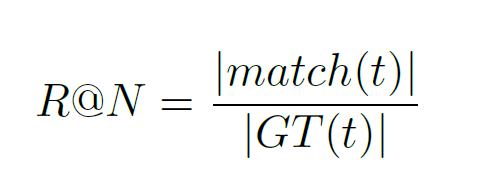 R@N = |match(t)| / |GT(t)|